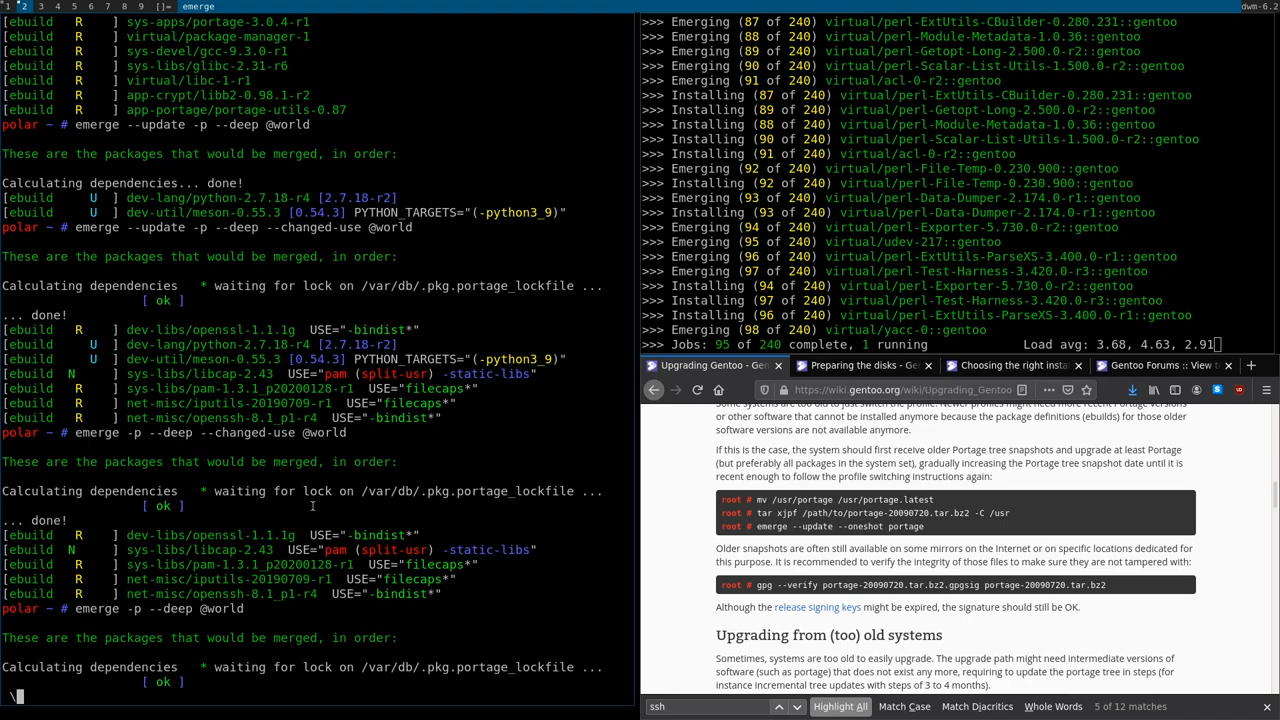 1 2 3 4 5 6 7 8 9 []= emerge dwm-6.2
[ebuild   R    ] sys-apps/portage-3.0.4-r1
[ebuild   R    ] virtual/package-manager-1
[ebuild   R    ] sys-devel/gcc-9.3.0-r1
[ebuild   R    ] sys-libs/glibc-2.31-r6
[ebuild   R    ] virtual/libc-1-r1
[ebuild   R    ] app-crypt/libb2-0.98.1-r2
[ebuild   R    ] app-portage/portage-utils-0.87
polar ~ # emerge --update -p --deep @world
These are the packages that would be merged, in order:
Calculating dependencies... done!
[ebuild     U  ] dev-lang/python-2.7.18-r4 [2.7.18-r2]
[ebuild     U  ] dev-util/meson-0.55.3 [0.54.3] PYTHON_TARGETS="(-python3_9)"
polar ~ # emerge --update -p --deep --changed-use @world
These are the packages that would be merged, in order:
Calculating dependencies   * waiting for lock on /var/db/.pkg.portage_lockfile ...
[ ok ]
... done!
[ebuild   R    ] dev-libs/openssl-1.1.1g  USE="-bindist*"
[ebuild     U  ] dev-lang/python-2.7.18-r4 [2.7.18-r2]
[ebuild     U  ] dev-util/meson-0.55.3 [0.54.3] PYTHON_TARGETS="(-python3_9)"
[ebuild  N     ] sys-libs/libcap-2.43  USE="pam (split-usr) -static-libs"
[ebuild   R    ] sys-libs/pam-1.3.1_p20200128-r1  USE="filecaps*"
[ebuild   R    ] net-misc/iputils-20190709-r1  USE="filecaps*"
[ebuild   R    ] net-misc/openssh-8.1_p1-r4  USE="-bindist*"
polar ~ # emerge -p --deep --changed-use @world
These are the packages that would be merged, in order:
Calculating dependencies   * waiting for lock on /var/db/.pkg.portage_lockfile ...
[ ok ]
... done!
[ebuild   R    ] dev-libs/openssl-1.1.1g  USE="-bindist*"
[ebuild  N     ] sys-libs/libcap-2.43  USE="pam (split-usr) -static-libs"
[ebuild   R    ] sys-libs/pam-1.3.1_p20200128-r1  USE="filecaps*"
[ebuild   R    ] net-misc/iputils-20190709-r1  USE="filecaps*"
[ebuild   R    ] net-misc/openssh-8.1_p1-r4  USE="-bindist*"
polar ~ # emerge -p --deep @world
These are the packages that would be merged, in order:
Calculating dependencies   * waiting for lock on /var/db/.pkg.portage_lockfile ...
[ ok ]
\
>>> Emerging (87 of 240) virtual/perl-ExtUtils-CBuilder-0.280.231::gentoo
>>> Emerging (88 of 240) virtual/perl-Module-Metadata-1.0.36::gentoo
>>> Emerging (89 of 240) virtual/perl-Getopt-Long-2.500.0-r2::gentoo
>>> Emerging (90 of 240) virtual/perl-Scalar-List-Utils-1.500.0-r2::gentoo
>>> Emerging (91 of 240) virtual/acl-0-r2::gentoo
>>> Installing (87 of 240) virtual/perl-ExtUtils-CBuilder-0.280.231::gentoo
>>> Installing (89 of 240) virtual/perl-Getopt-Long-2.500.0-r2::gentoo
>>> Installing (88 of 240) virtual/perl-Module-Metadata-1.0.36::gentoo
>>> Installing (90 of 240) virtual/perl-Scalar-List-Utils-1.500.0-r2::gentoo
>>> Installing (91 of 240) virtual/acl-0-r2::gentoo
>>> Emerging (92 of 240) virtual/perl-File-Temp-0.230.900::gentoo
>>> Installing (92 of 240) virtual/perl-File-Temp-0.230.900::gentoo
>>> Emerging (93 of 240) virtual/perl-Data-Dumper-2.174.0-r1::gentoo
>>> Installing (93 of 240) virtual/perl-Data-Dumper-2.174.0-r1::gentoo
>>> Emerging (94 of 240) virtual/perl-Exporter-5.730.0-r2::gentoo
>>> Emerging (95 of 240) virtual/udev-217::gentoo
>>> Emerging (96 of 240) virtual/perl-ExtUtils-ParseXS-3.400.0-r1::gentoo
>>> Emerging (97 of 240) virtual/perl-Test-Harness-3.420.0-r3::gentoo
>>> Installing (94 of 240) virtual/perl-Exporter-5.730.0-r2::gentoo
>>> Installing (97 of 240) virtual/perl-Test-Harness-3.420.0-r3::gentoo
>>> Installing (96 of 240) virtual/perl-ExtUtils-ParseXS-3.400.0-r1::gentoo
>>> Emerging (98 of 240) virtual/yacc-0::gentoo
>>> Jobs: 95 of 240 complete, 1 running               Load avg: 3.68, 4.63, 2.91
Upgrading Gentoo - Gen Preparing the disks - Ge Choosing the right inst Gentoo Forums :: View t
https://wiki.gentoo.org/wiki/Upgrading_Gentoo
Some systems are too old to just switch the profile. Newer profiles might need more recent Portage versions
or other software that cannot be installed anymore because the package definitions (ebuilds) for those older
software versions are not available anymore.
If this is the case, the system should first receive older Portage tree snapshots and upgrade at least Portage
(but preferably all packages in the system set), gradually increasing the Portage tree snapshot date until it is
recent enough to follow the profile switching instructions again:
root # mv /usr/portage /usr/portage.latest
root # tar xjpf /path/to/portage-20090720.tar.bz2 -C /usr
root # emerge --update --oneshot portage
Older snapshots are often still available on some mirrors on the Internet or on specific locations dedicated for
this purpose. It is recommended to verify the integrity of those files to make sure they are not tampered with:
root # gpg --verify portage-20090720.tar.bz2.gpgsig portage-20090720.tar.bz2
Although the release signing keys might be expired, the signature should still be OK.
Upgrading from (too) old systems
Sometimes, systems are too old to easily upgrade. The upgrade path might need intermediate versions of
software (such as portage) that does not exist any more, requiring to update the portage tree in steps (for
instance incremental tree updates with steps of 3 to 4 months).
ssh Highlight All Match Case Match Diacritics Whole Words 5 of 12 matches